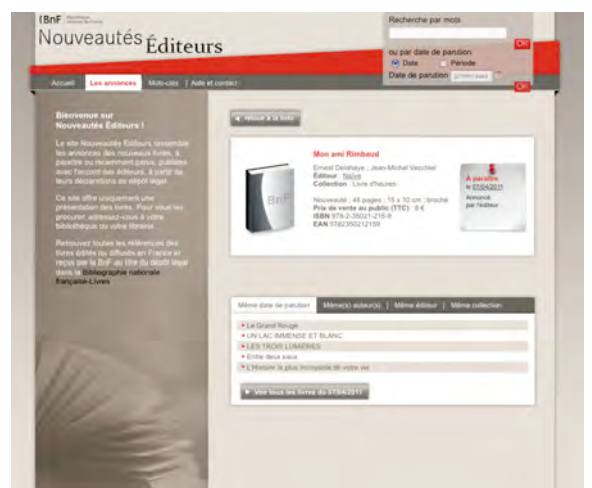 {BnF
Nouveautés Éditeurs
Recherche par mots
OK
ou par date de parution:
Date Période
Date de parution
OK
Accueil Les annonces Mots-clés | Aide et contact
Bienvenue sur
Nouveautés Éditeurs !
Le site Nouveautés Éditeurs rassemble
les annonces des nouveaux livres, à
paraître ou récemment parus, publiées
avec l'accord des éditeurs, à partir de
leurs déclarations de dépôt légal.
Ce site offre uniquement une
présentation des livres. Pour vous les
procurer, adressez-vous à votre
bibliothèque ou votre libraire.
Retrouvez toutes les références des
livres édités ou diffusés en France et
reçus par la BnF au titre du dépôt légal
dans la Bibliographie nationale
française-Livres
retour à la liste
BnF
Mon ami Rimbaud
Ernest Delahaye ; Jean-Michel
Éditeur : Naïve
Collection : Livre d'heures
Nouveauté ; 48 pages ; 15 x 10 cm ; broché
Prix de vente au public (TTC) : 8 €
ISBN 978-2-35021-215-9
EAN 9782350212159
À paraître
le 07/04/2011
Annoncé
par l'éditeur
Même date de parution Même(s) auteur(s) | Même éditeur | Même collection
Le Grand Rouge
UN LAC IMMENSE ET BLANC
LES TROIS LUMIERES
Entre deux eaux
L'Histoire la plus incroyable de votre vie
Voir tous les livres du 07/04/2011